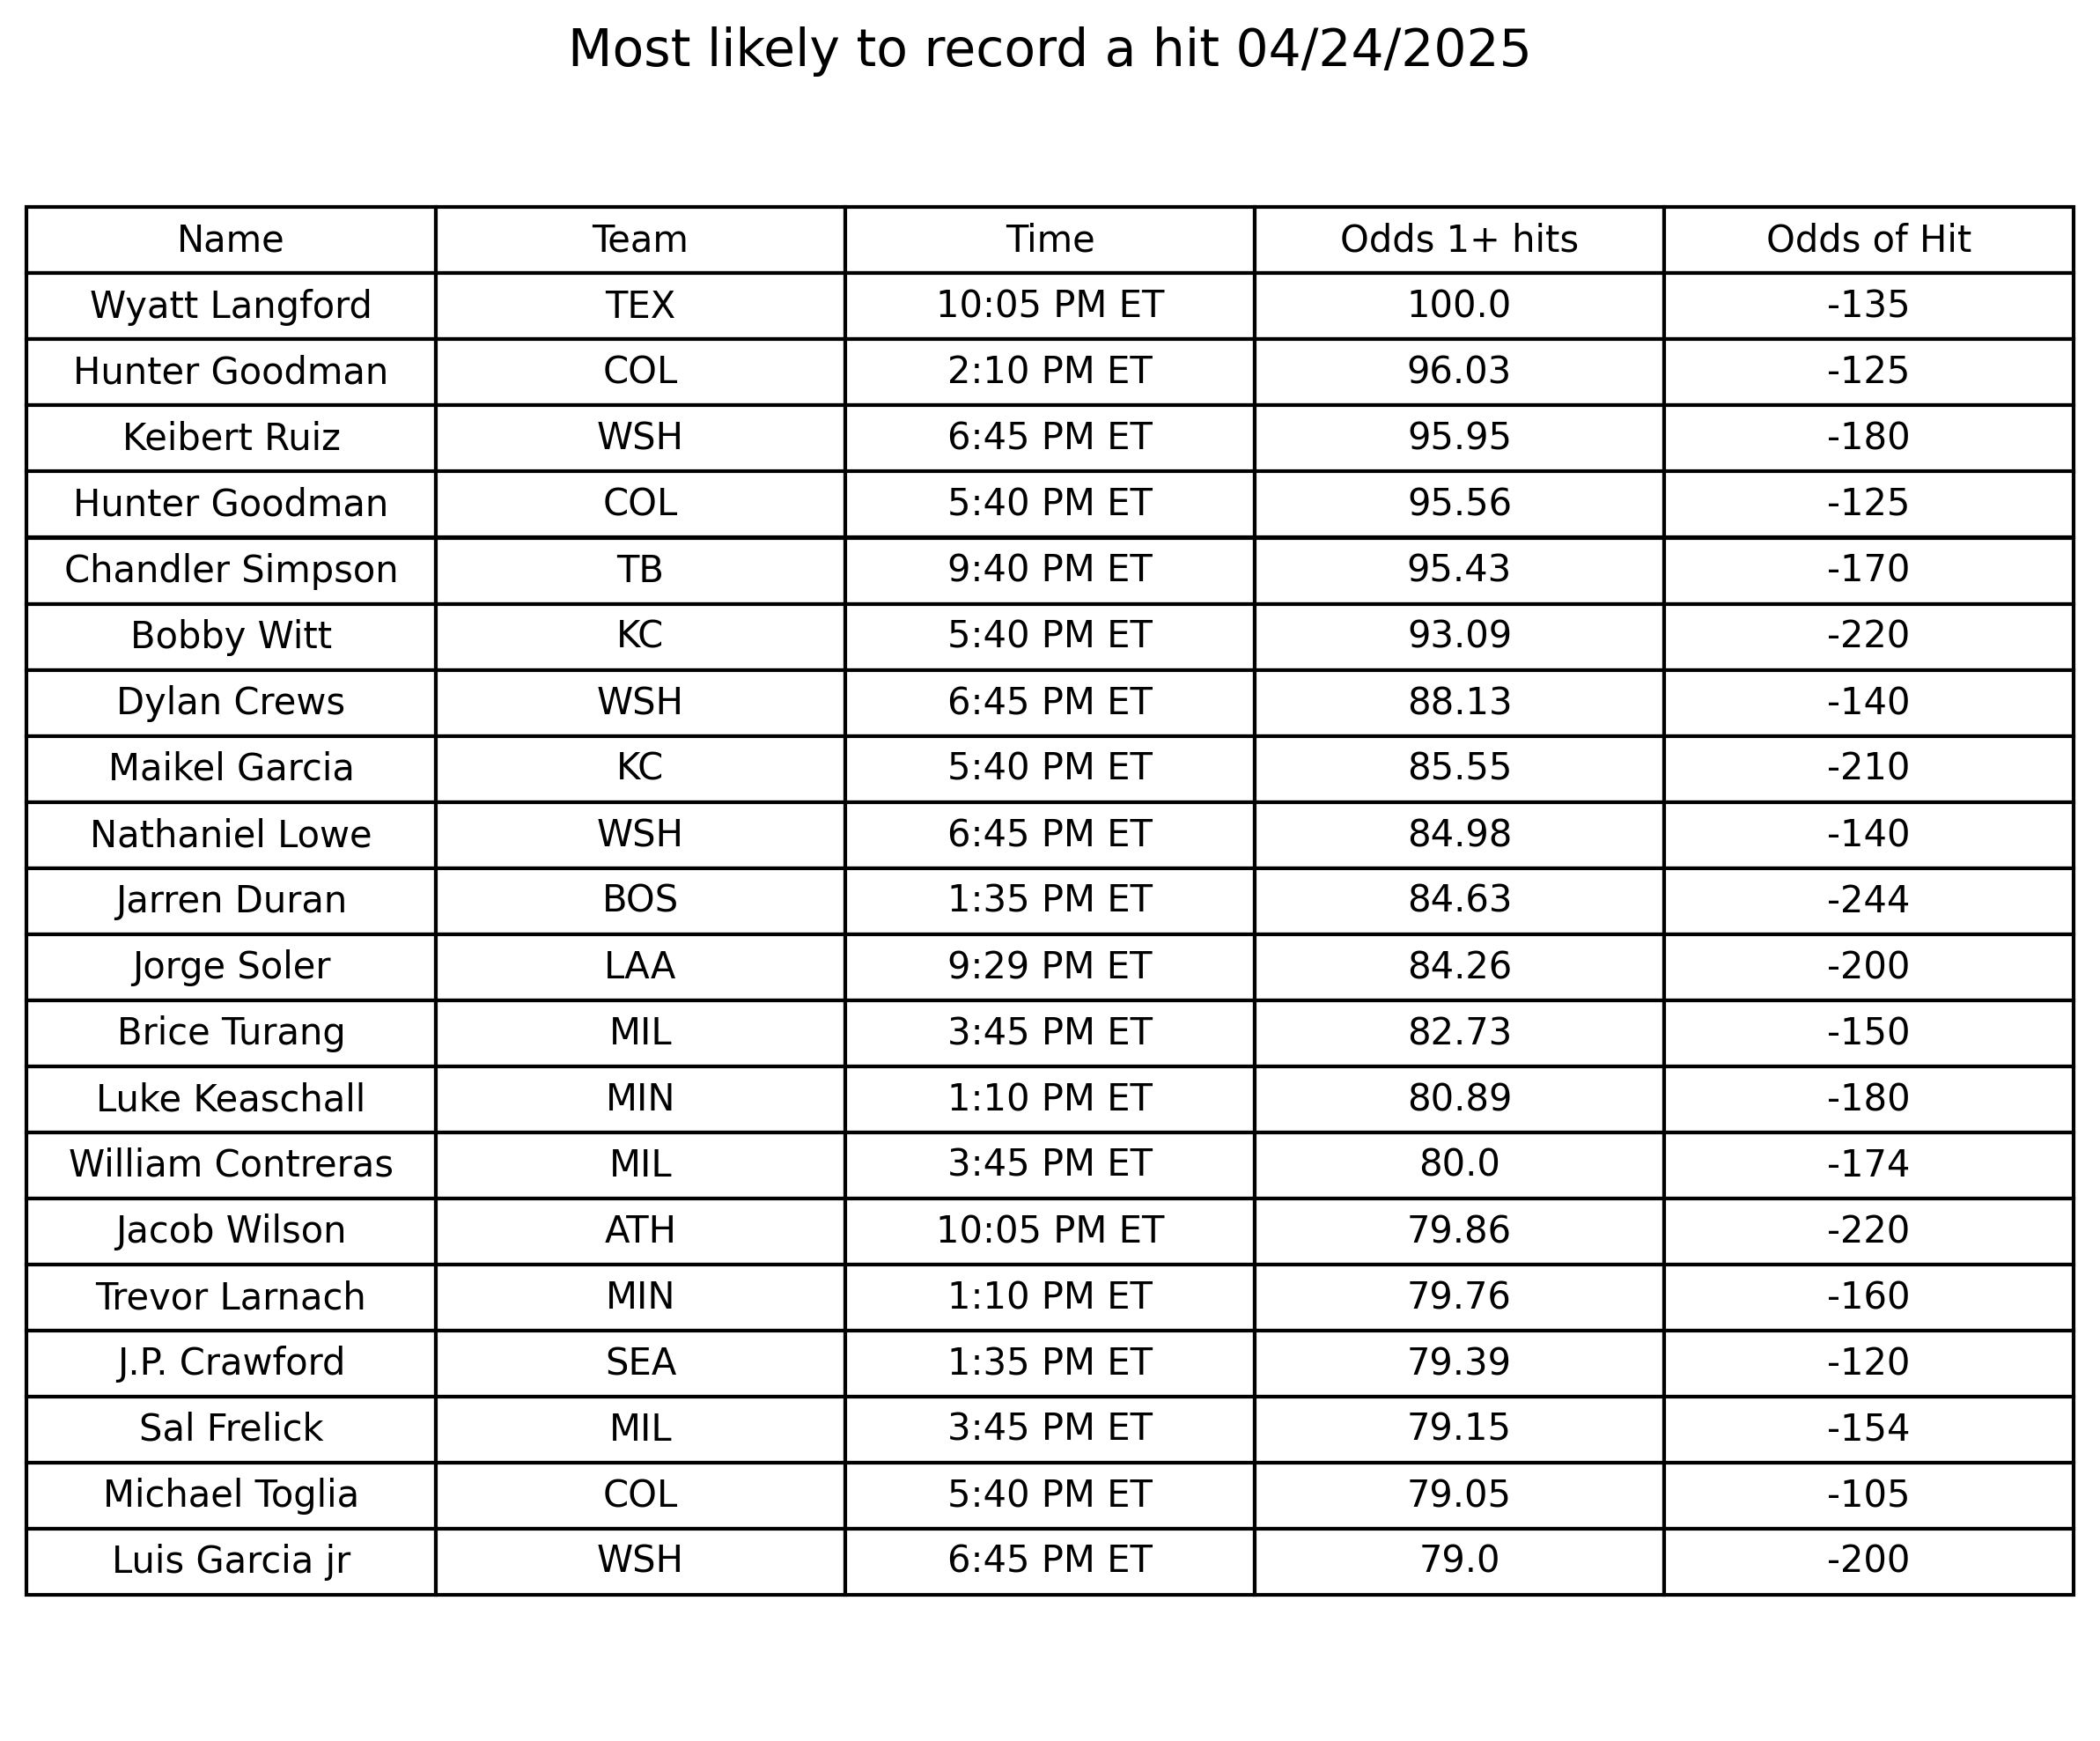 Most likely to record a hit 04/24/2025
Name Team Time Odds 1+ hits Odds of Hit
Wyatt Langford TEX 10:05 PM ET 100.0 -135
Hunter Goodman COL 2:10 PM ET 96.03 -125
Keibert Ruiz WSH 6:45 PM ET 95.95 -180
Hunter Goodman COL 5:40 PM ET 95.56 -125
Chandler Simpson TB 9:40 PM ET 95.43 -170
Bobby Witt KC 5:40 PM ET 93.09 -220
Dylan Crews WSH 6:45 PM ET 88.13 -140
Maikel Garcia KC 5:40 PM ET 85.55 -210
Nathaniel Lowe WSH 6:45 PM ET 84.98 -140
Jarren Duran BOS 1:35 PM ET 84.63 -244
Jorge Soler LAA 9:29 PM ET 84.26 -200
Brice Turang MIL 3:45 PM ET 82.73 -150
Luke Keaschall MIN 1:10 PM ET 80.89 -180
William Contreras MIL 3:45 PM ET 80.0 -174
Jacob Wilson ATH 10:05 PM ET 79.86 -220
Trevor Larnach MIN 1:10 PM ET 79.76 -160
J.P. Crawford SEA 1:35 PM ET 79.39 -120
Sal Frelick MIL 3:45 PM ET 79.15 -154
Michael Toglia COL 5:40 PM ET 79.05 -105
Luis Garcia jr WSH 6:45 PM ET 79.0 -200